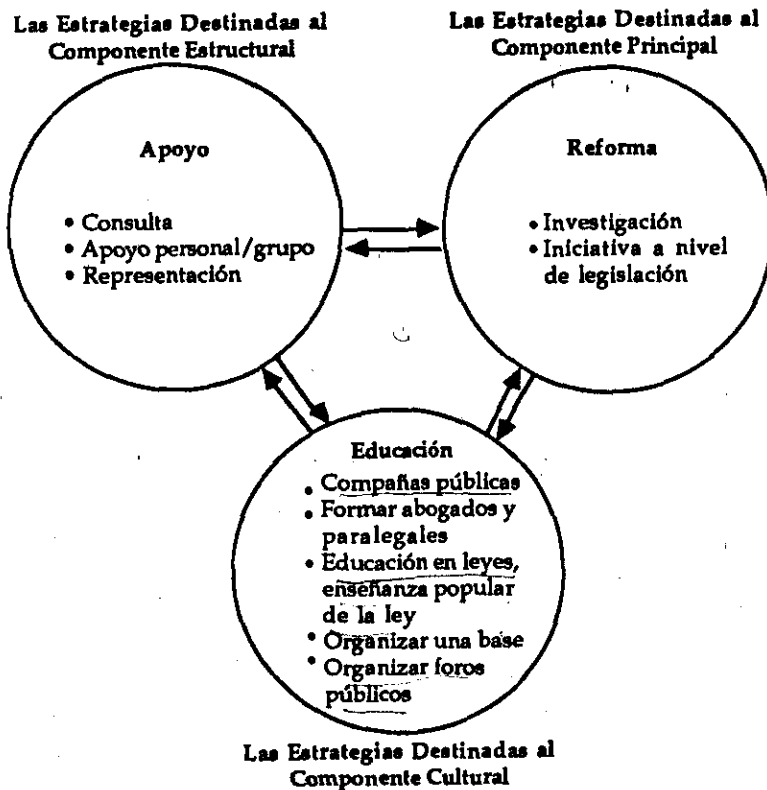 Las Estrategias Destinadas al
Componente Estructural
Apoyo
• Consulta
• Apoyo personal/grupo
• Representación
Las Estrategias Destinadas al
Componente Principal
Reforma
• Investigación
• Iniciativa a nivel
de legislación
Educación
• Compañas públicas
• Formar abogados y
paralegales
• Educación en leyes,
enseñanza popular
de la ley
• Organizar una base
• Organizar foros
públicos
Las Estrategias Destinadas al
Componente Cultural